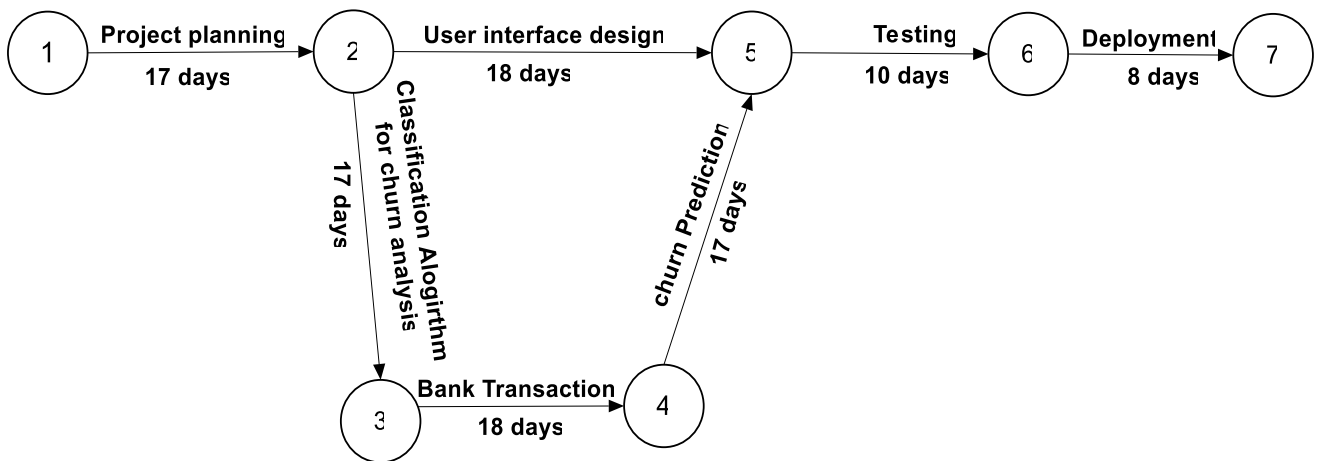 1
Project planning
17 days
2
User interface design
18 days
5
Testing
10 days
6
Deployment
8 days
7
17 days
Classification Alogirthm
for churn analysis
churn Prediction
17 days
3
Bank Transaction
18 days
4